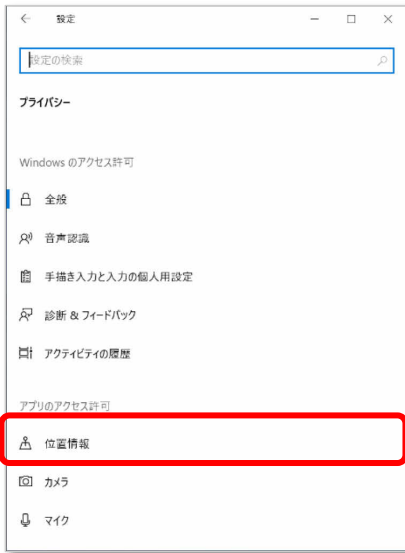 設定
設定の検索
プライバシー
Windows のアクセス許可
全般
音声認識
手描き入力と入力の個人用設定
診断 & フィードバック
アクティビティの履歴
アプリのアクセス許可
位置情報
カメラ
マイク